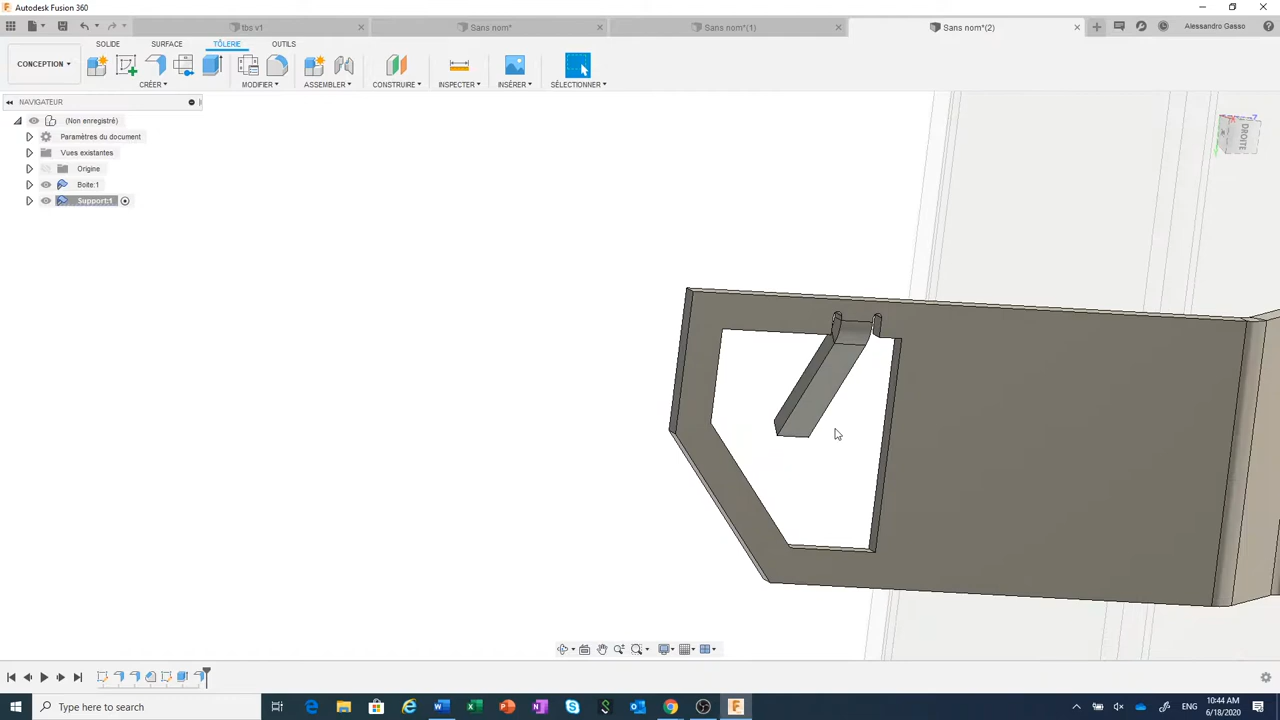 Autodesk Fusion 360
tbs v1
Sans nom*
Sans nom*(1)
Sans nom*(2)
Alessandro Gasso
CONCEPTION
SOLIDE
SURFACE
TÔLERIE
OUTILS
CRÉER
MODIFIER
ASSEMBLER
CONSTRUIRE
INSPECTER
INSÉRER
SÉLECTIONNER
NAVIGATEUR
(Non enregistré)
Paramètres du document
Vues existantes
Origine
Boite:1
Support:1
DROITE
Type here to search
ENG
10:44 AM
6/18/2020